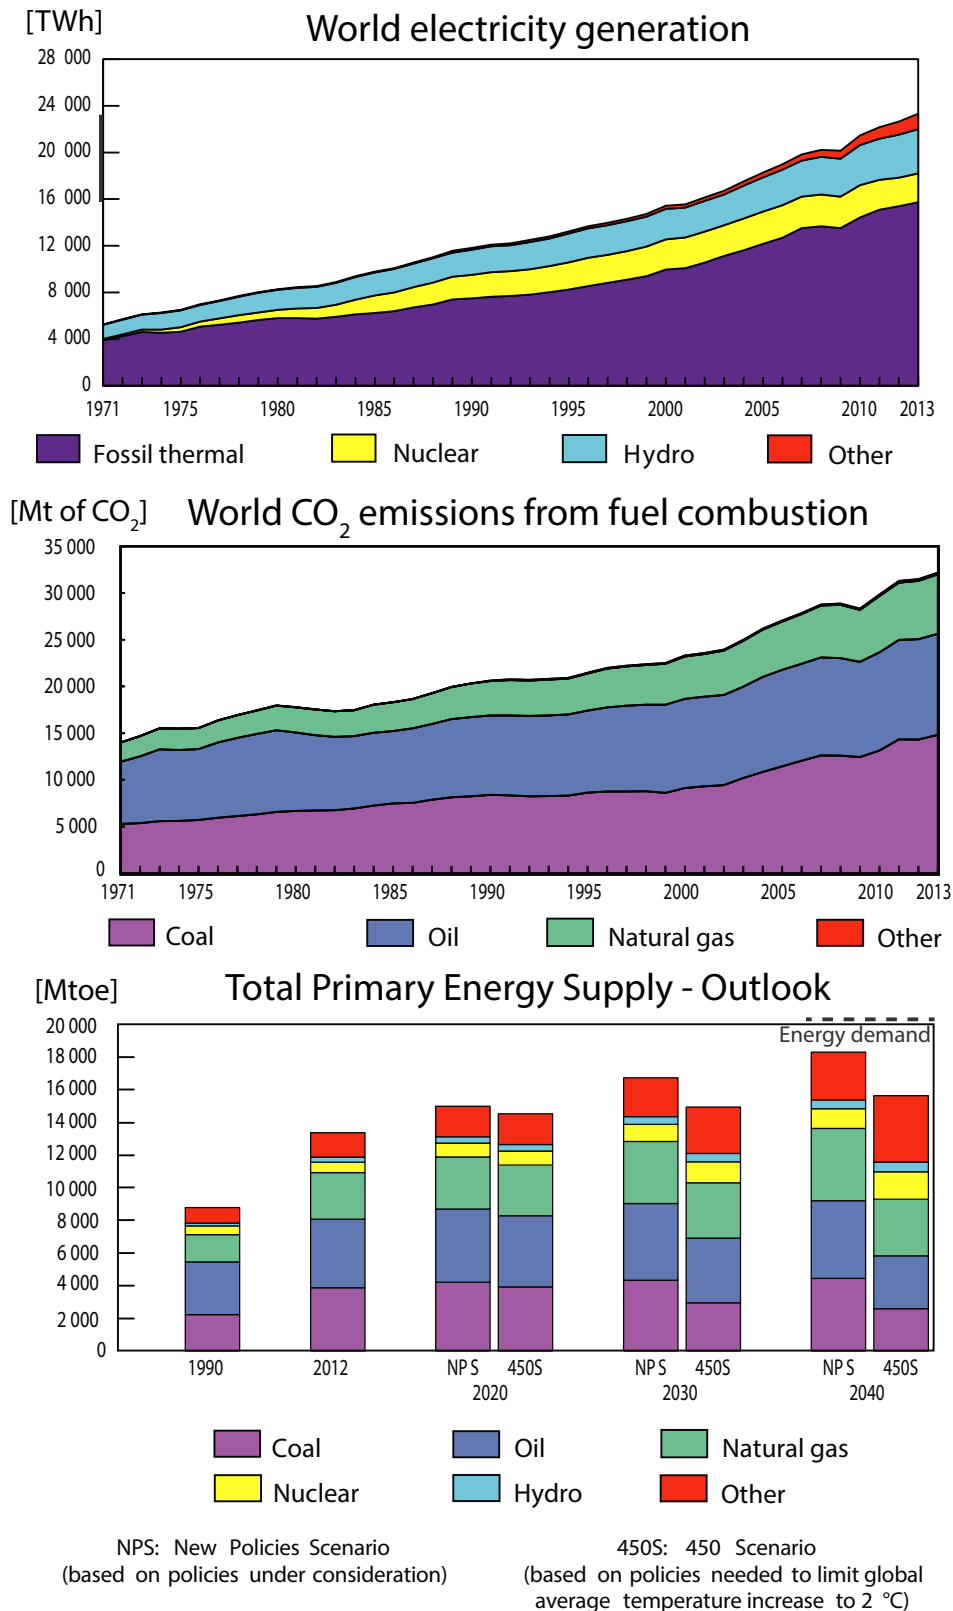 [TWh]
World electricity generation
28 000
24 000
20 000
16 000
12 000
8 000
4 000
0
1971 1975 1980 1985 1990 1995 2000 2005 2010 2013
Fossil thermal Nuclear Hydro Other
[Mt of CO2] World CO2 emissions from fuel combustion
35 000
30 000
25 000
20 000
15 000
10 000
5 000
0
1971 1975 1980 1985 1990 1995 2000 2005 2010 2013
Coal Oil Natural gas Other
[Mtoe] Total Primary Energy Supply - Outlook
20 000
Energy demand
18 000
16 000
14 000
12 000
10 000
8 000
6 000
4 000
2 000
0
1990 2012 NP S 450S NP S 450S NP S 450S
2020 2030 2040
Coal Oil Natural gas
Nuclear Hydro Other
NPS: New Policies Scenario
(based on policies under consideration)
450S: 450 Scenario
(based on policies needed to limit global
average temperature increase to 2 °C)